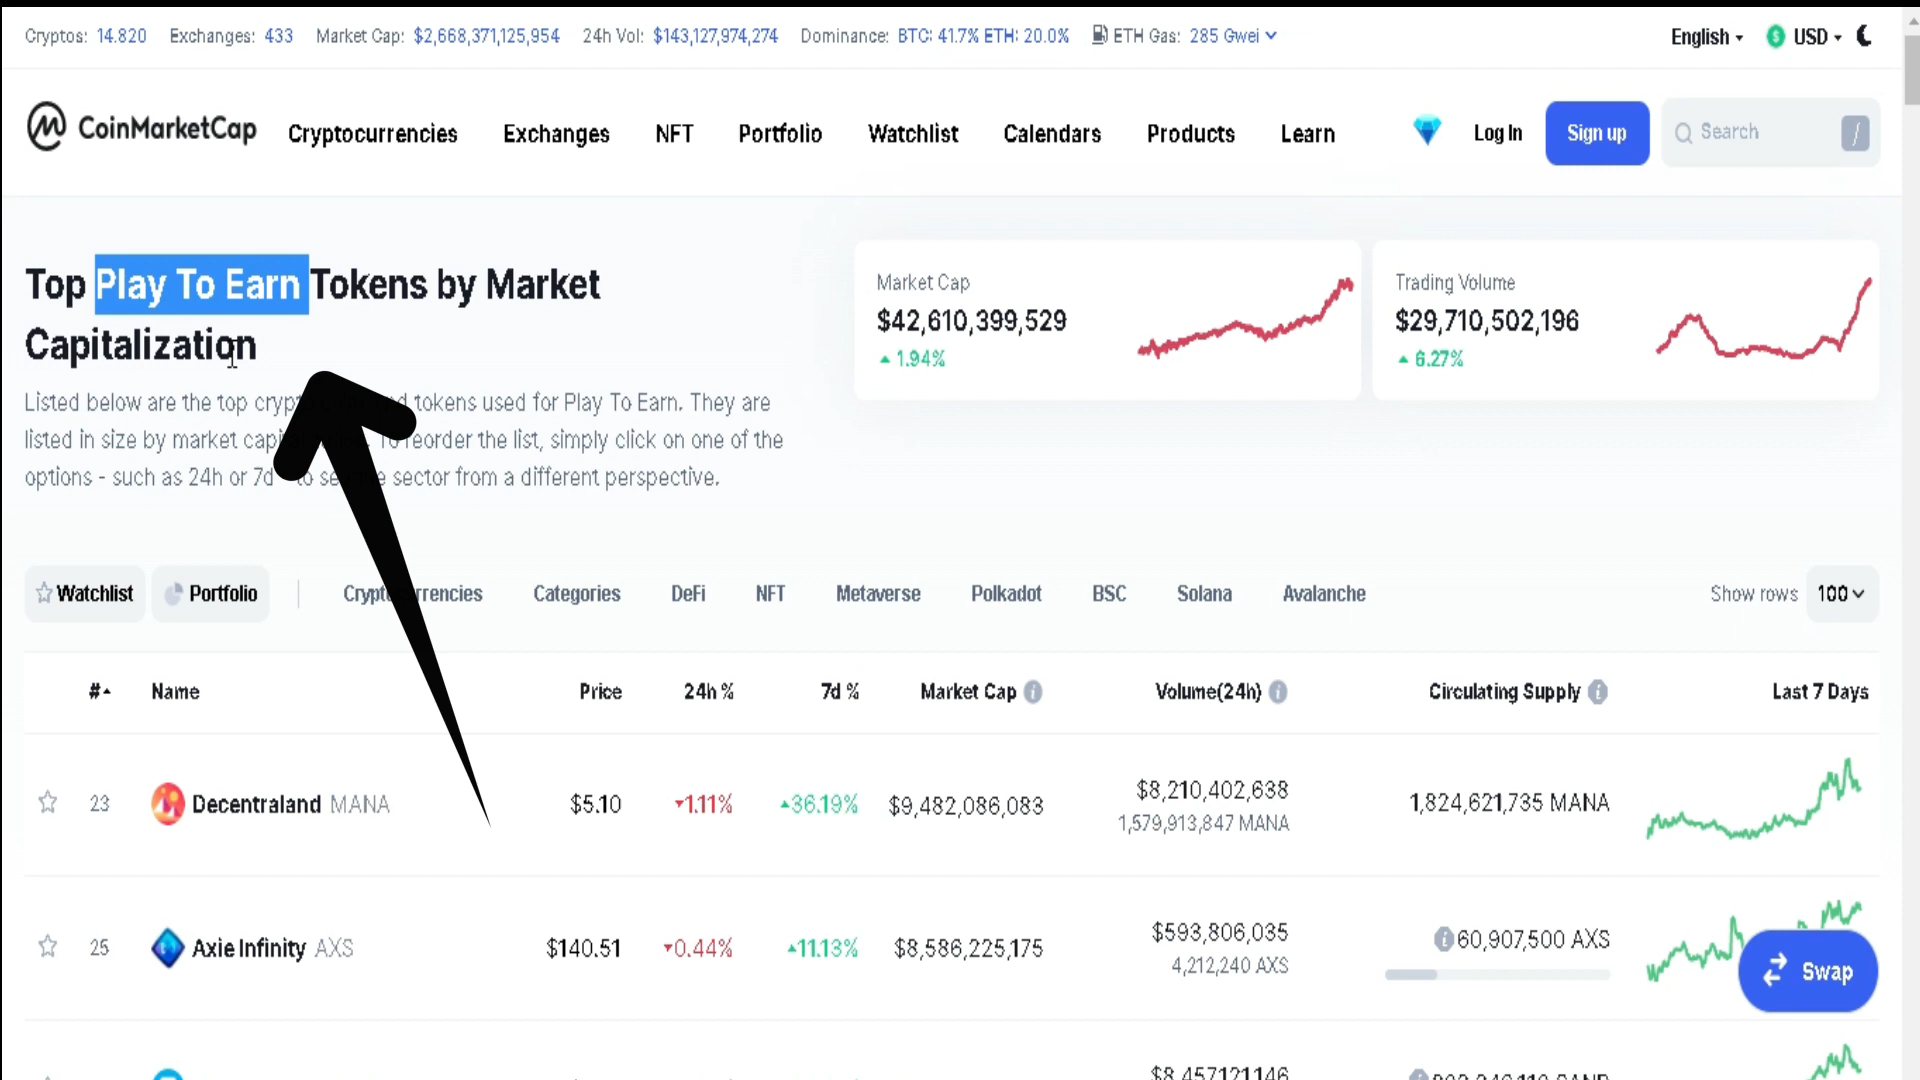 Cryptos: 14.820 Exchanges: 433 Market Cap: $2,668,371,125,954 24h Vol: $143,127,974,274 Dominance: BTC: 41.7% ETH: 20.0% ETH Gas: 285 Gwei English USD
CoinMarketCap Cryptocurrencies Exchanges NFT Portfolio Watchlist Calendars Products Learn Log In Sign up Search /
Top Play To Earn Tokens by Market
Capitalization
Market Cap
$42,610,399,529
1.94%
Trading Volume
$29,710,502,196
6.27%
Listed below are the top tokens used for Play To Earn. They are
listed in size by market reorder the list, simply click on one of the
options - such as 24h or 7d to sector from a different perspective.
Watchlist Portfolio Cryptocurrencies Categories DeFi NFT Metaverse Polkadot BSC Solana Avalanche Show rows 100
# Name Price 24h % 7d % Market Cap Volume(24h) Circulating Supply Last 7 Days
23 Decentraland MANA $5.10 1.11% 36.19% $9,482,086,083 $8,210,402,638 1,824,621,735 MANA
1,579,913,847 MANA
25 Axie Infinity AXS $140.51 0.44% 11.13% $8,586,225,175 $593,806,035 60,907,500 AXS
4,212,240 AXS
Swap